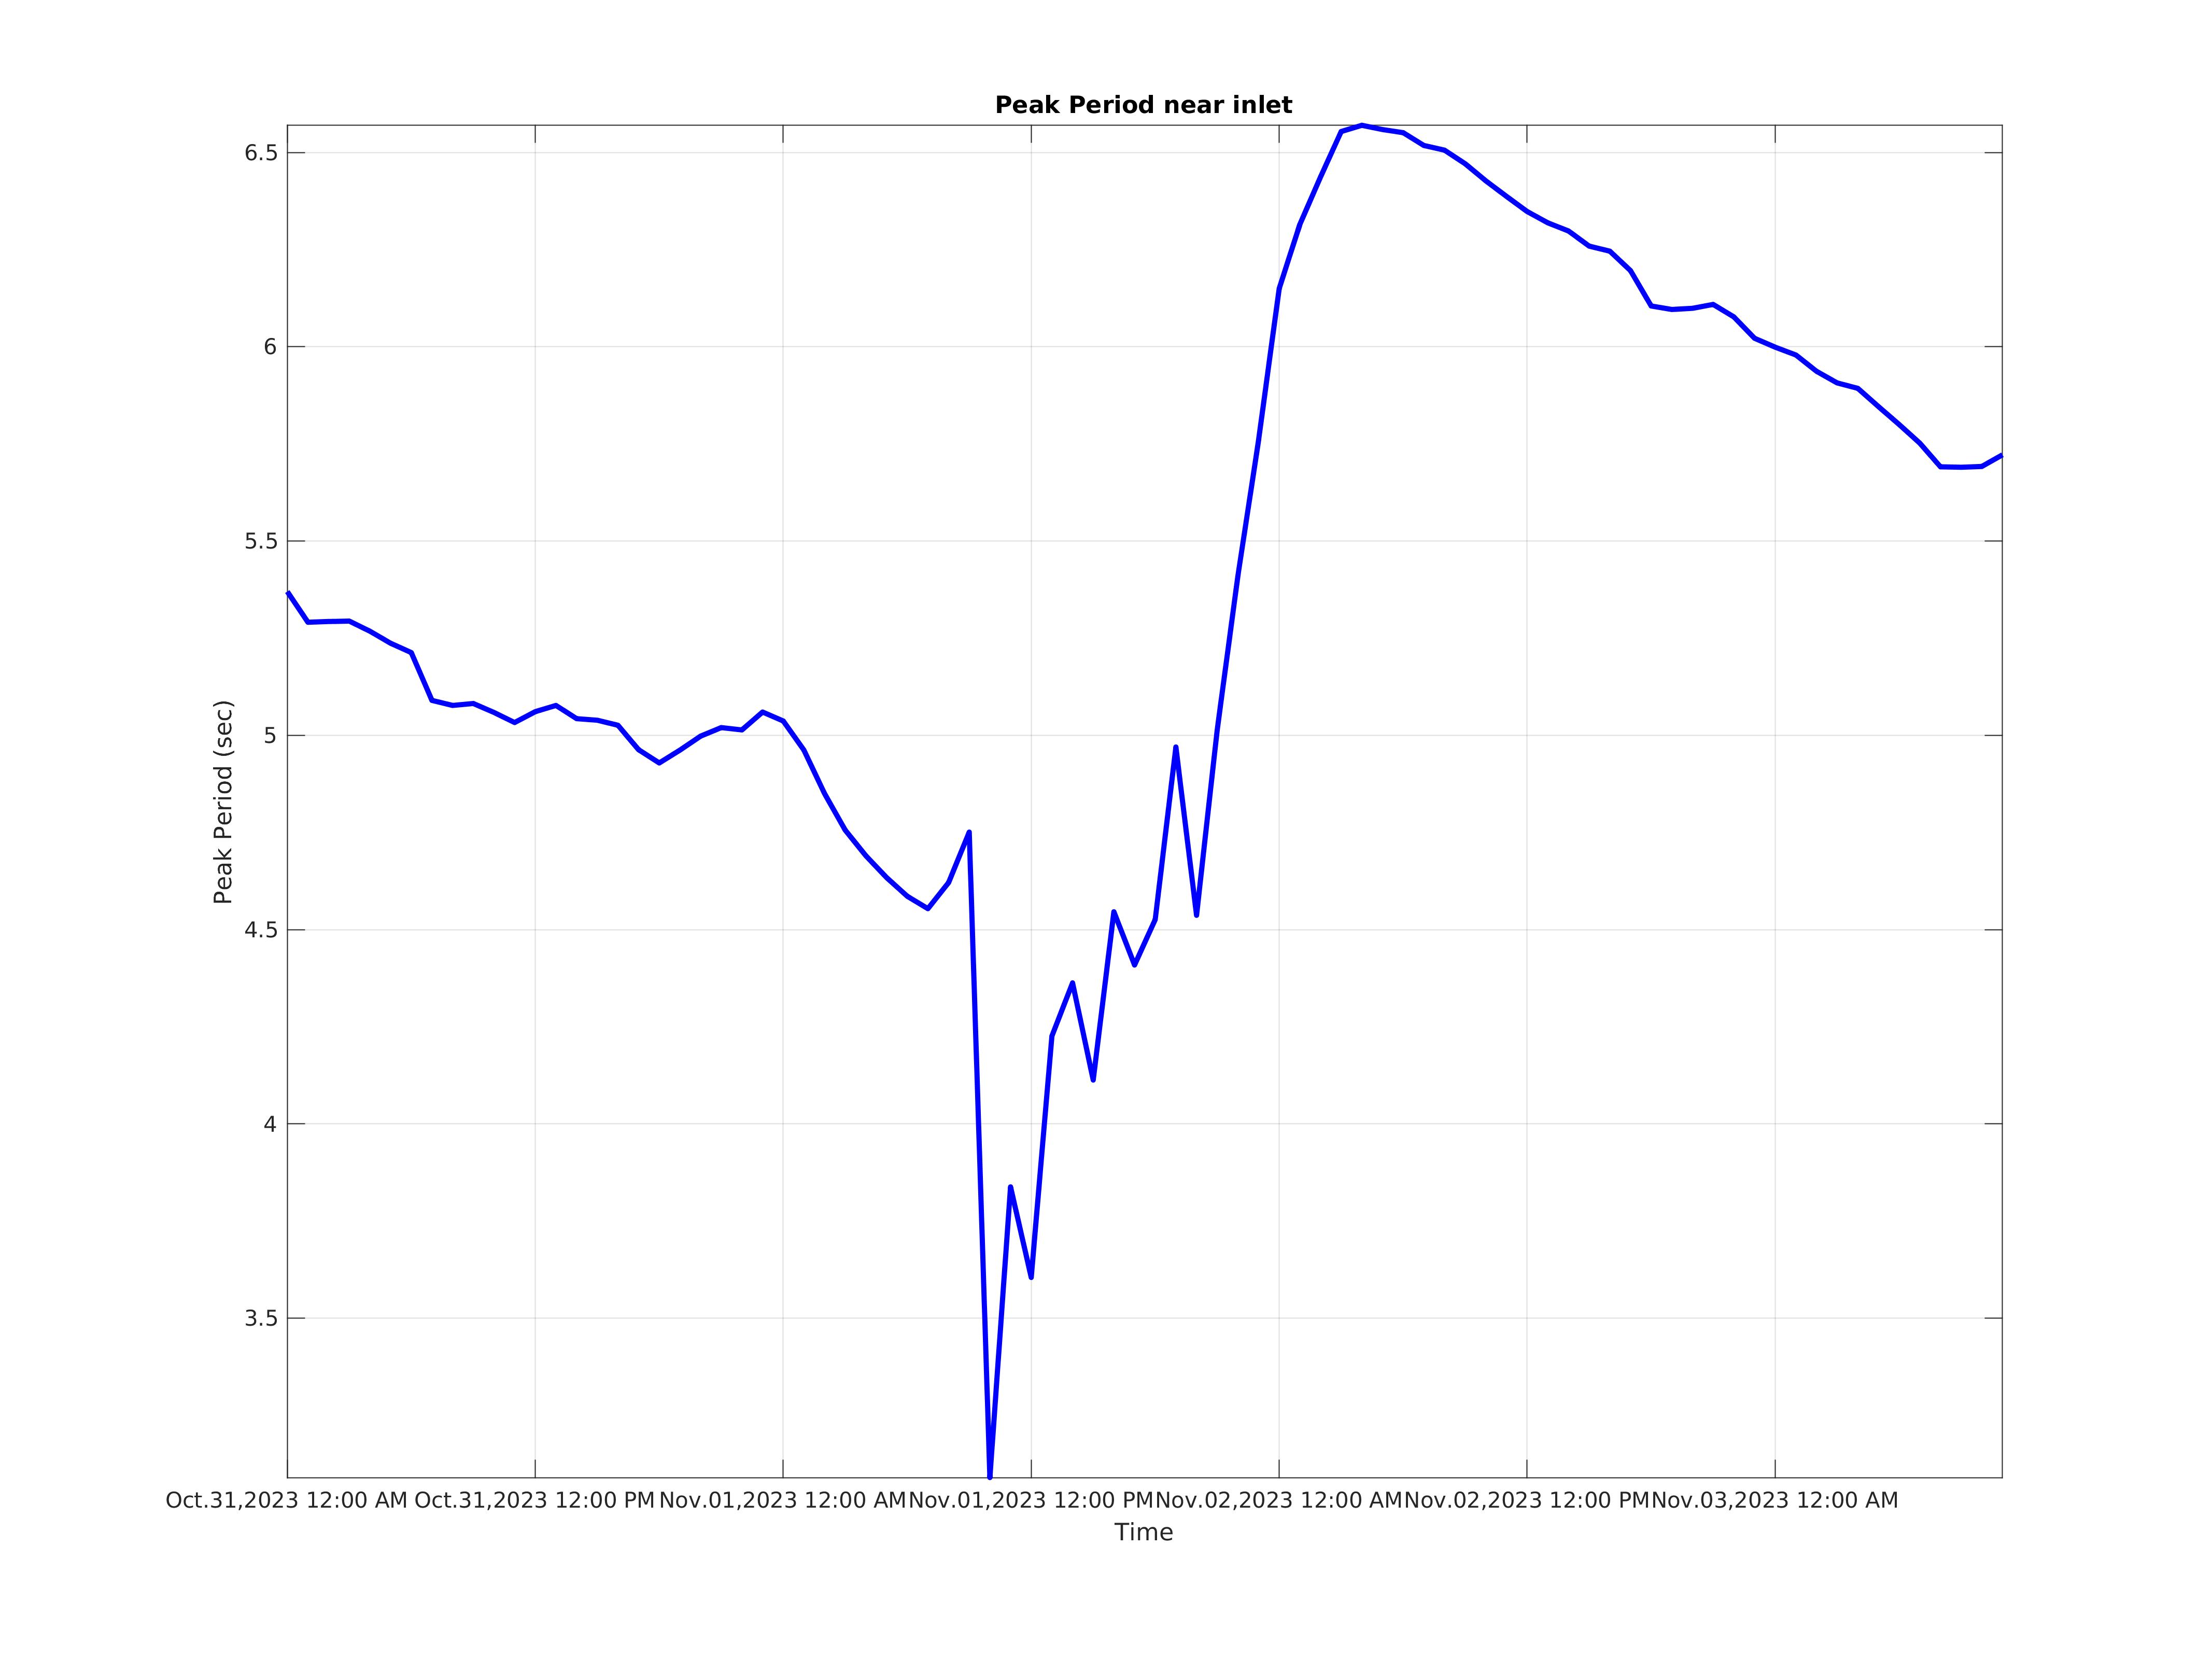 Peak Period near inlet
6.5
6
5.5
5
4.5
4
3.5
Peak Period (sec)
Oct.31,2023 12:00 AM Oct.31,2023 12:00 PM Nov.01,2023 12:00 AM Nov.01,2023 12:00 PM Nov.02,2023 12:00 AM Nov.02,2023 12:00 PM Nov.03,2023 12:00 AM
Time